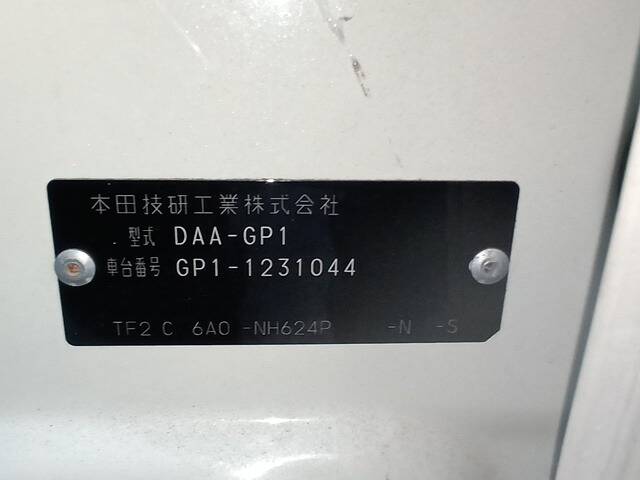 本田技研工業株式会社
型式 DAA-GP1
車台番号 GP1-1231044
TF2 C 6A0 -NH624P -N -S